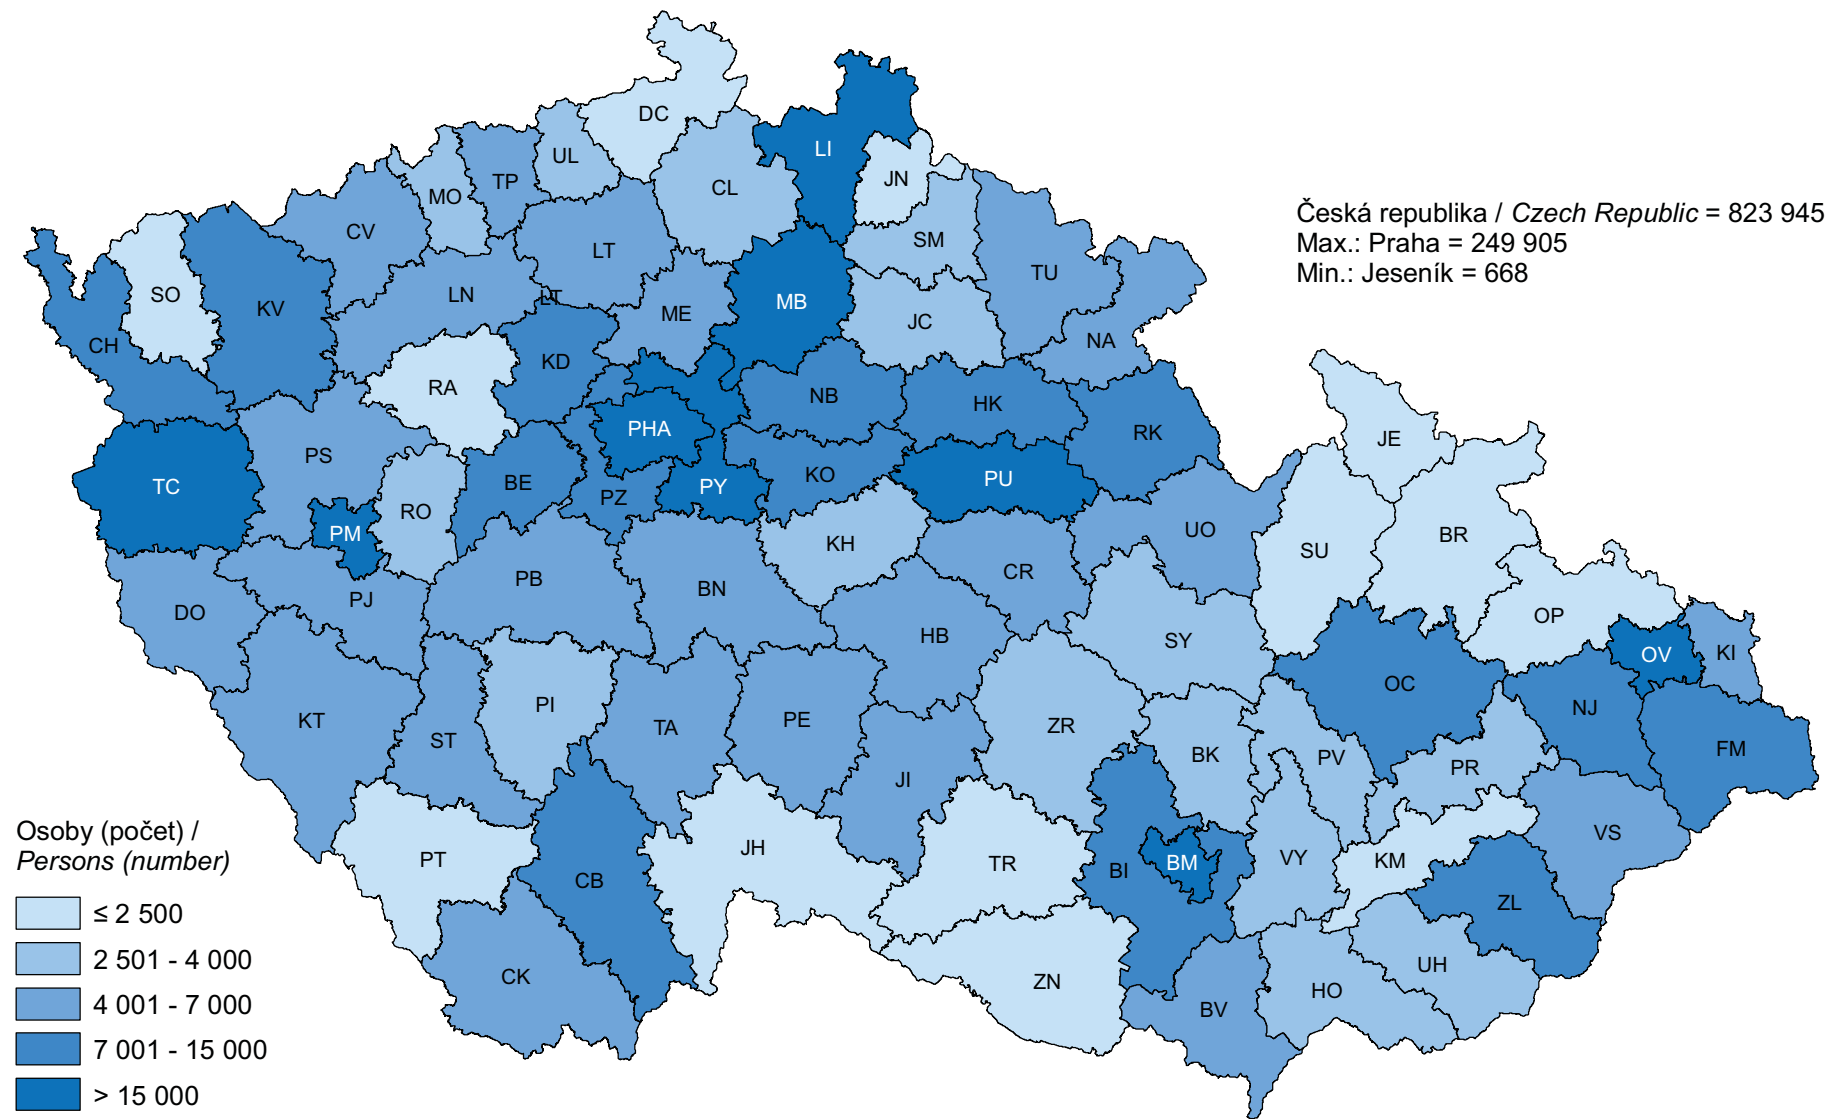 DC
LI
UL
TP
MO
CL
JN
CV
LT
SM
TU
SO
KV
LN
LT
ME
MB
JC
NA
CH
KD
RA
NB
HK
RK
PHA
JE
PS
TC
BE
PZ
PY
KO
PU
RO
PM
KH
UO
SU
BR
PB
BN
CR
DO
PJ
HB
SY
OP
OV
KI
KT
ST
PI
TA
PE
ZR
OC
NJ
FM
JI
BK
PV
PR
PT
CB
JH
TR
BI
BM
VY
KM
VS
ZL
CK
ZN
BV
HO
UH
Česká republika / Czech Republic = 823 945
Max.: Praha = 249 905
Min.: Jeseník = 668
Osoby (počet) /
Persons (number)
≤ 2 500
2 501 - 4 000
4 001 - 7 000
7 001 - 15 000
> 15 000